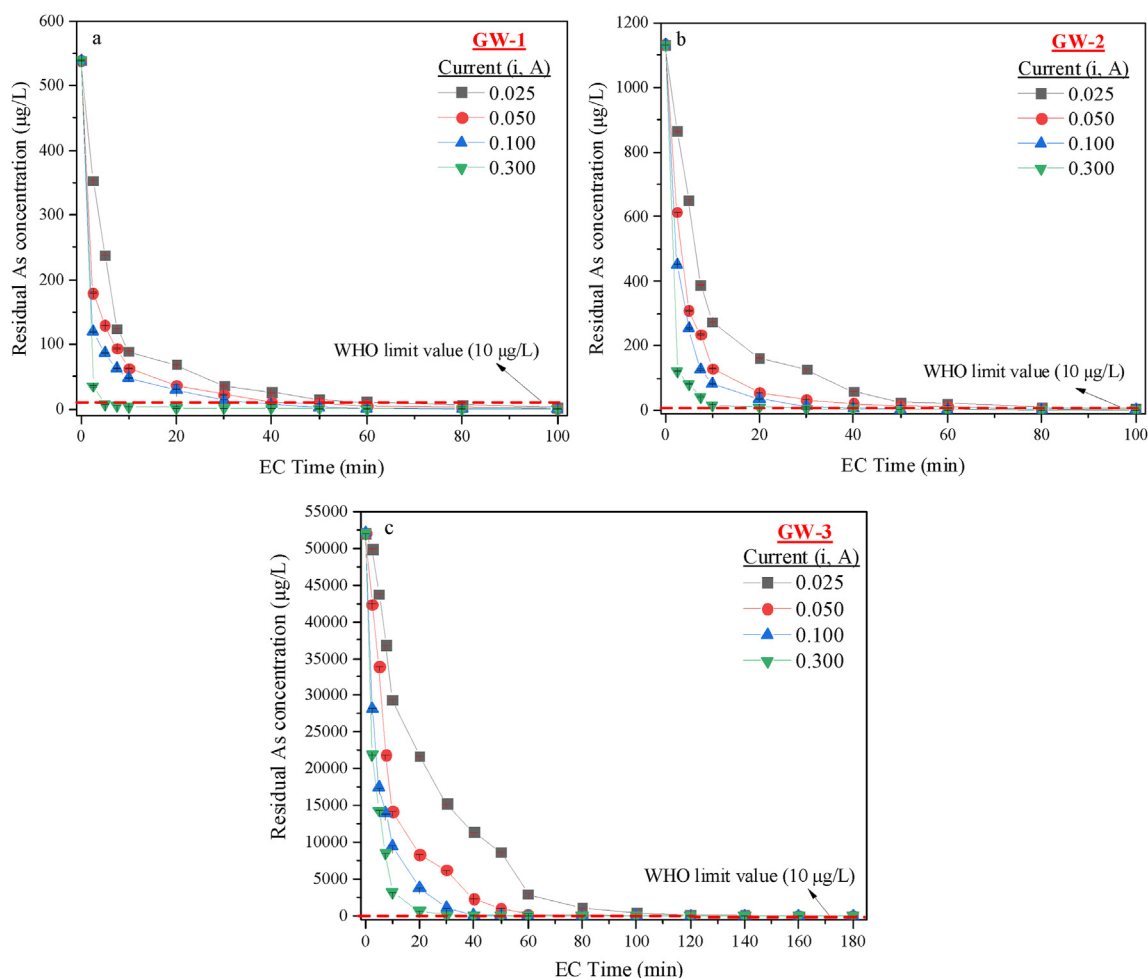 a
GW-1
Current (i, A)
0.025
0.050
0.100
0.300
WHO limit value (10 µg/L)
Residual As concentration (µg/L)
600
500
400
300
200
100
0
0 20 40 60 80 100
EC Time (min)
b
GW-2
Current (i, A)
0.025
0.050
0.100
0.300
WHO limit value (10 µg/L)
Residual As concentration (µg/L)
1200
1000
800
600
400
200
0
0 20 40 60 80 100
EC Time (min)
c
GW-3
Current (i, A)
0.025
0.050
0.100
0.300
WHO limit value (10 µg/L)
Residual As concentration (µg/L)
55000
50000
45000
40000
35000
30000
25000
20000
15000
10000
5000
0
0 20 40 60 80 100 120 140 160 180
EC Time (min)